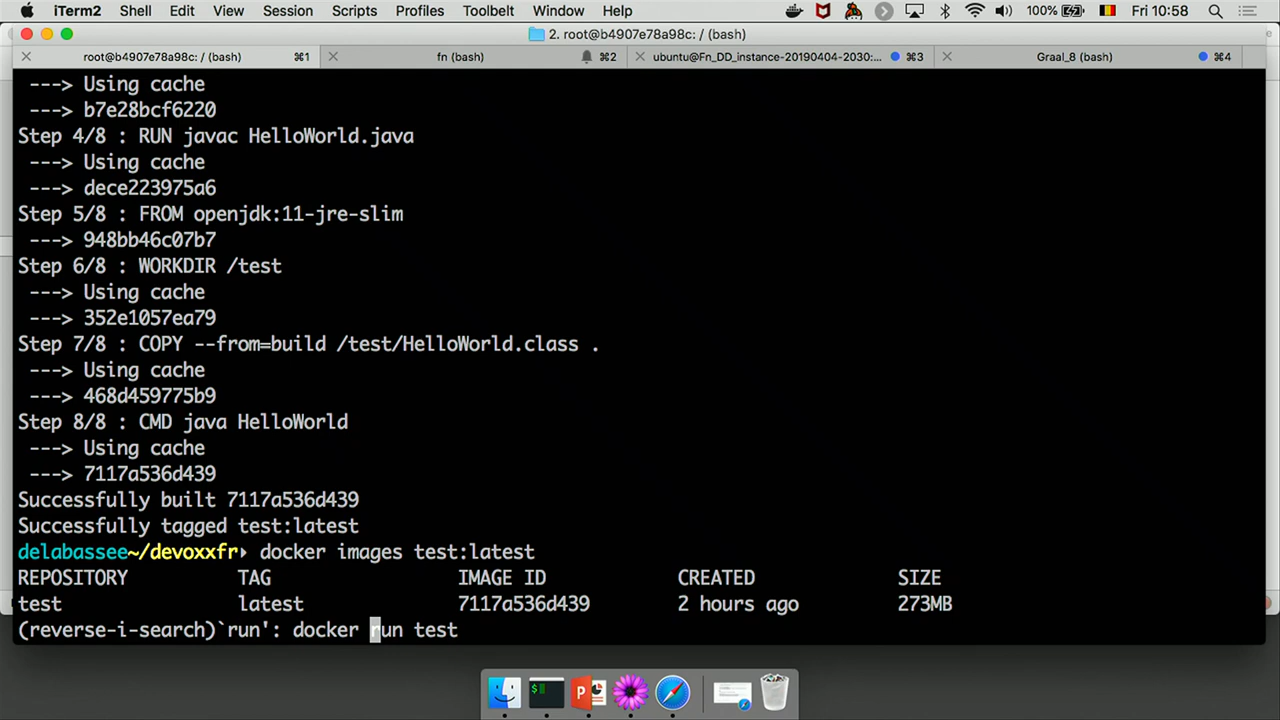 iTerm2 Shell Edit View Session Scripts Profiles Toolbelt Window Help 100% Fri 10:58
2. root@b4907e78a98c: / (bash)
root@b4907e78a98c: / (bash) ⌘1 fn (bash) ⌘2 ubuntu@Fn_DD_instance-20190404-2030:... ⌘3 Graal_8 (bash) ⌘4
---> Using cache
---> b7e28bcf6220
Step 4/8 : RUN javac HelloWorld.java
---> Using cache
---> dece223975a6
Step 5/8 : FROM openjdk:11-jre-slim
---> 948bb46c07b7
Step 6/8 : WORKDIR /test
---> Using cache
---> 352e1057ea79
Step 7/8 : COPY --from=build /test/HelloWorld.class .
---> Using cache
---> 468d459775b9
Step 8/8 : CMD java HelloWorld
---> Using cache
---> 7117a536d439
Successfully built 7117a536d439
Successfully tagged test:latest
delabassee~/devoxxfr▸ docker images test:latest
REPOSITORY TAG IMAGE ID CREATED SIZE
test latest 7117a536d439 2 hours ago 273MB
(reverse-i-search)`run': docker run test